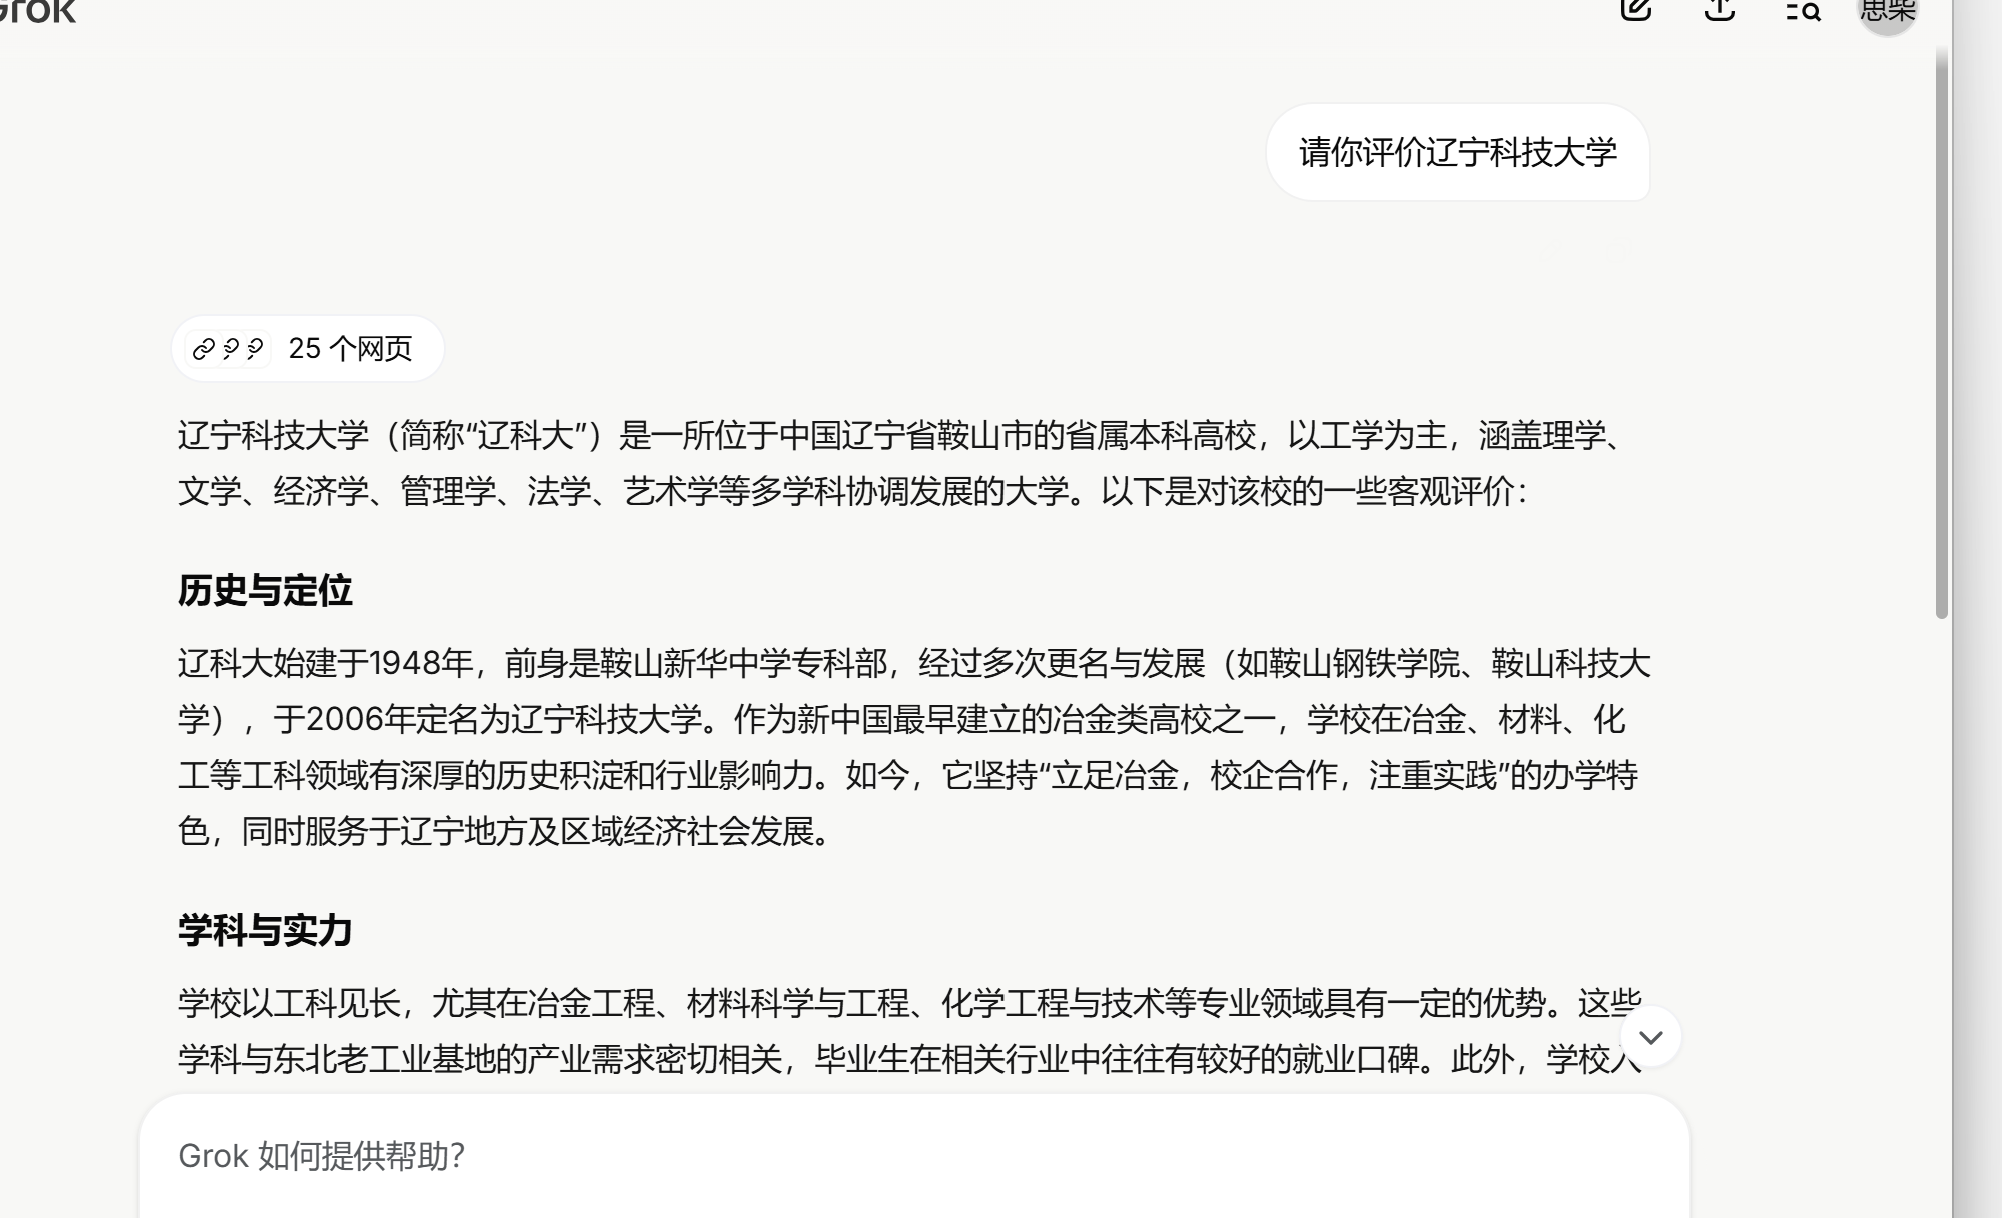 Grok
思柴
请你评价辽宁科技大学
25 个网页
辽宁科技大学（简称“辽科大”）是一所位于中国辽宁省鞍山市的省属本科高校，以工学为主，涵盖理学、
文学、经济学、管理学、法学、艺术学等多学科协调发展的大学。以下是对该校的一些客观评价：
历史与定位
辽科大始建于1948年，前身是鞍山新华中学专科部，经过多次更名与发展（如鞍山钢铁学院、鞍山科技大
学），于2006年定名为辽宁科技大学。作为新中国最早建立的冶金类高校之一，学校在冶金、材料、化
工等工科领域有深厚的历史积淀和行业影响力。如今，它坚持“立足冶金，校企合作，注重实践”的办学特
色，同时服务于辽宁地方及区域经济社会发展。
学科与实力
学校以工科见长，尤其在冶金工程、材料科学与工程、化学工程与技术等专业领域具有一定的优势。这些
学科与东北老工业基地的产业需求密切相关，毕业生在相关行业中往往有较好的就业口碑。此外，学校入
Grok 如何提供帮助？